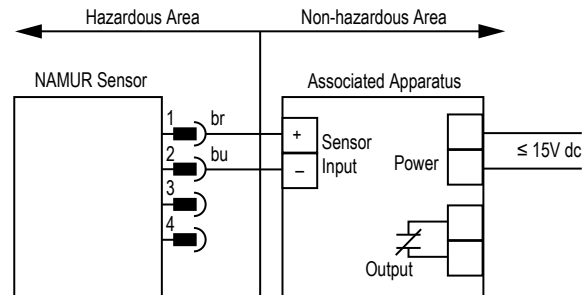 Hazardous Area
Non-hazardous Area
NAMUR Sensor
Associated Apparatus
1
br
+
Sensor
Input
2
bu
–
3
4
Power
≤ 15V dc
Output